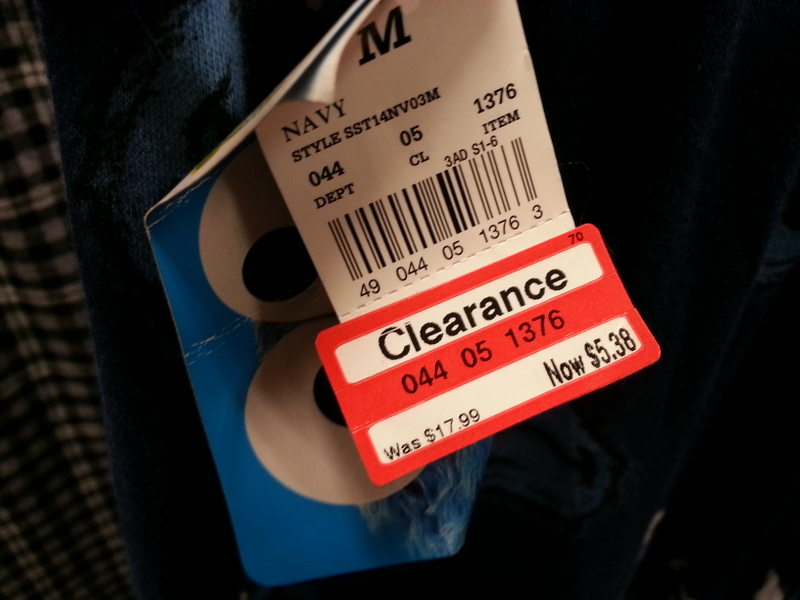 M
NAVY
STYLE SST14NV03M
044 05 1376
DEPT CL ITEM
3AD S1-6
49 044 05 1376 3
70
Clearance
044 05 1376
Now $5.38
Was $17.99